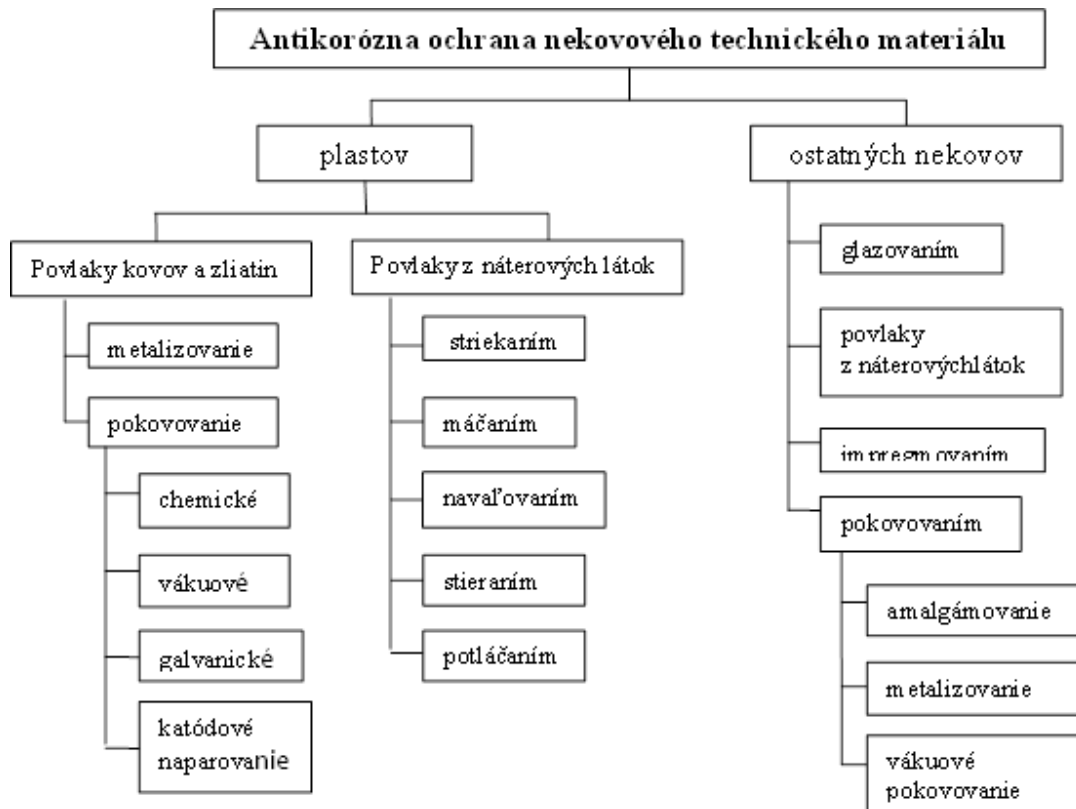 Antikorózna ochrana nekovového technického materiálu
plastov
ostatných nekovov
Povlaky kovov a zliatin
metalizovanie
pokovovanie
chemické
vákuové
galvanické
katódové
naparovanie
Povlaky z náterových látok
striekaním
máčaním
navaľovaním
stieraním
potláčaním
glazovaním
povlaky
z náterovýchlátok
impregmovaním
pokovovaním
amalgámovanie
metalizovanie
vákuové
pokovovanie